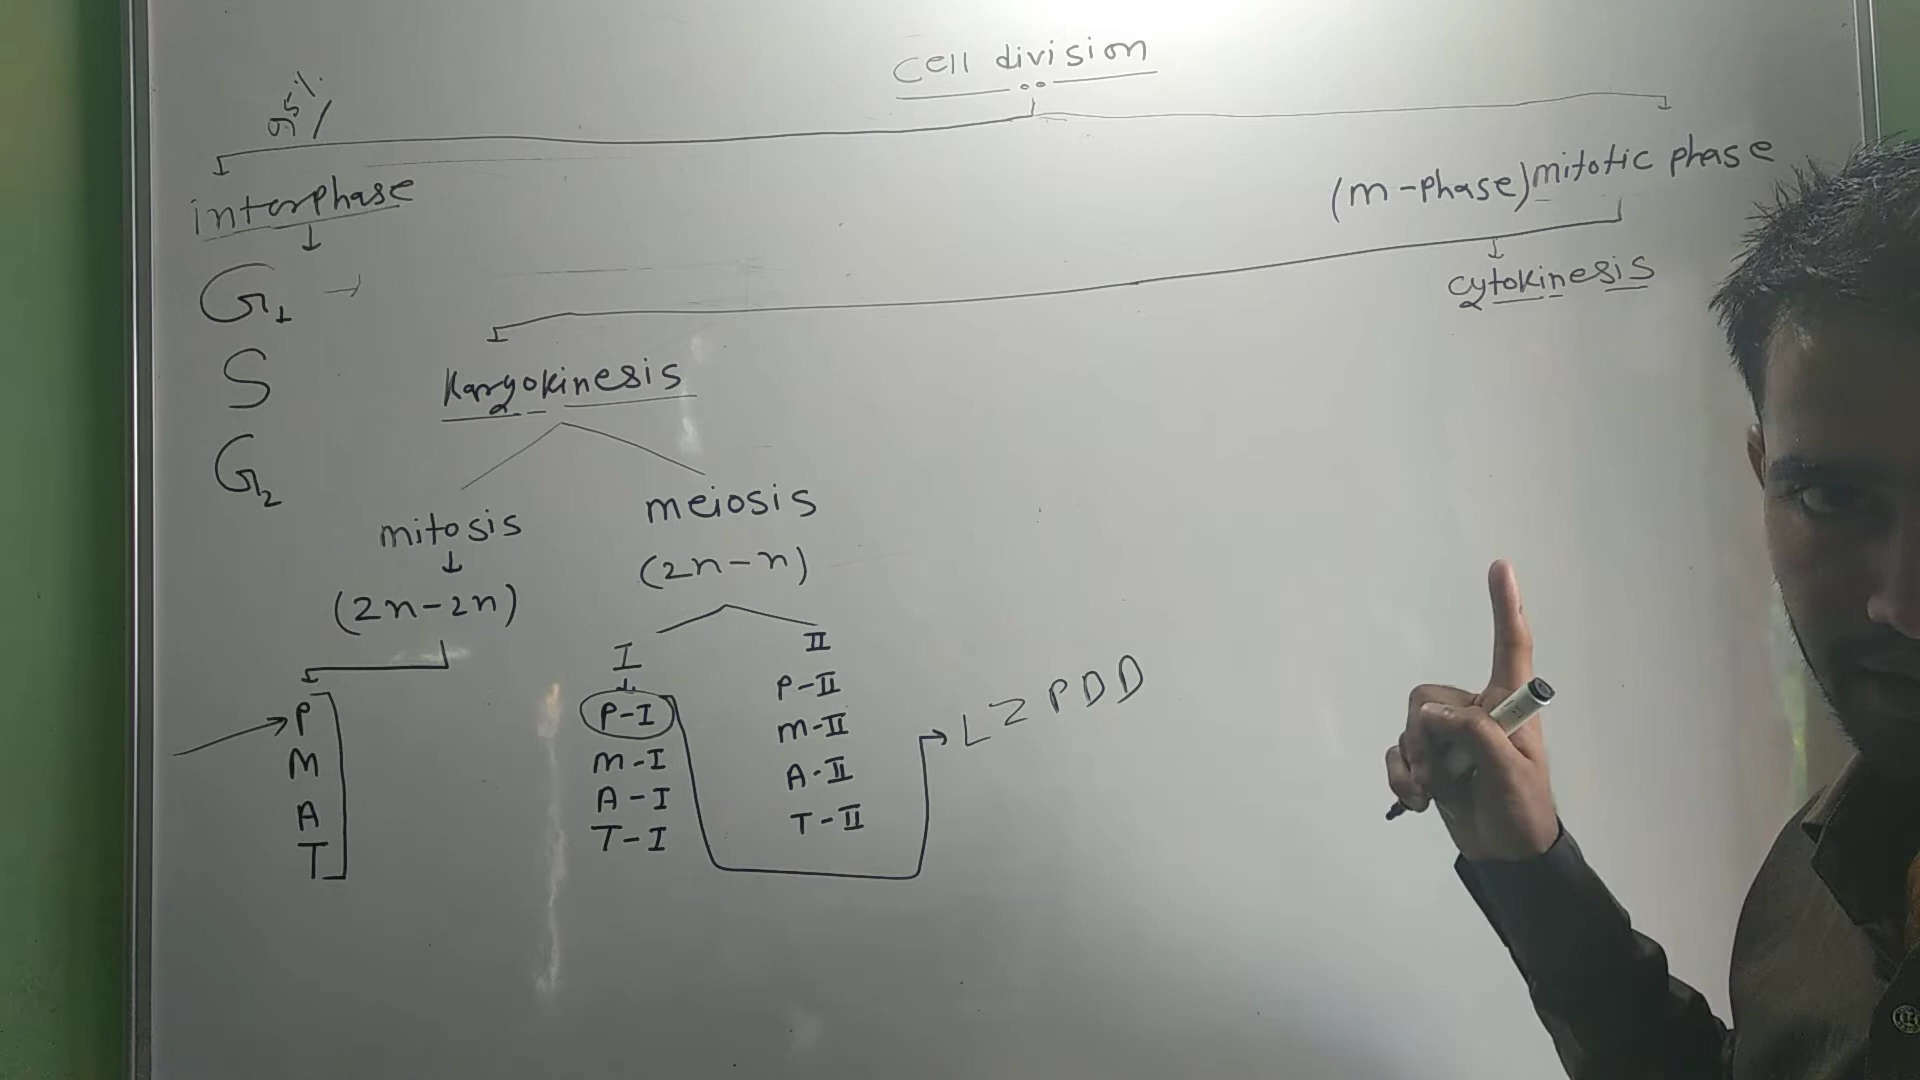 Cell division
95%
interphase
(m-phase) mitotic phase
G1
S
G2
cytokinesis
Karyokinesis
mitosis
(2n-2n)
P
M
A
T
meiosis
(2n-n)
I
P-I
M-I
A-I
T-I
II
P-II
M-II
A-II
T-II
L Z P D D